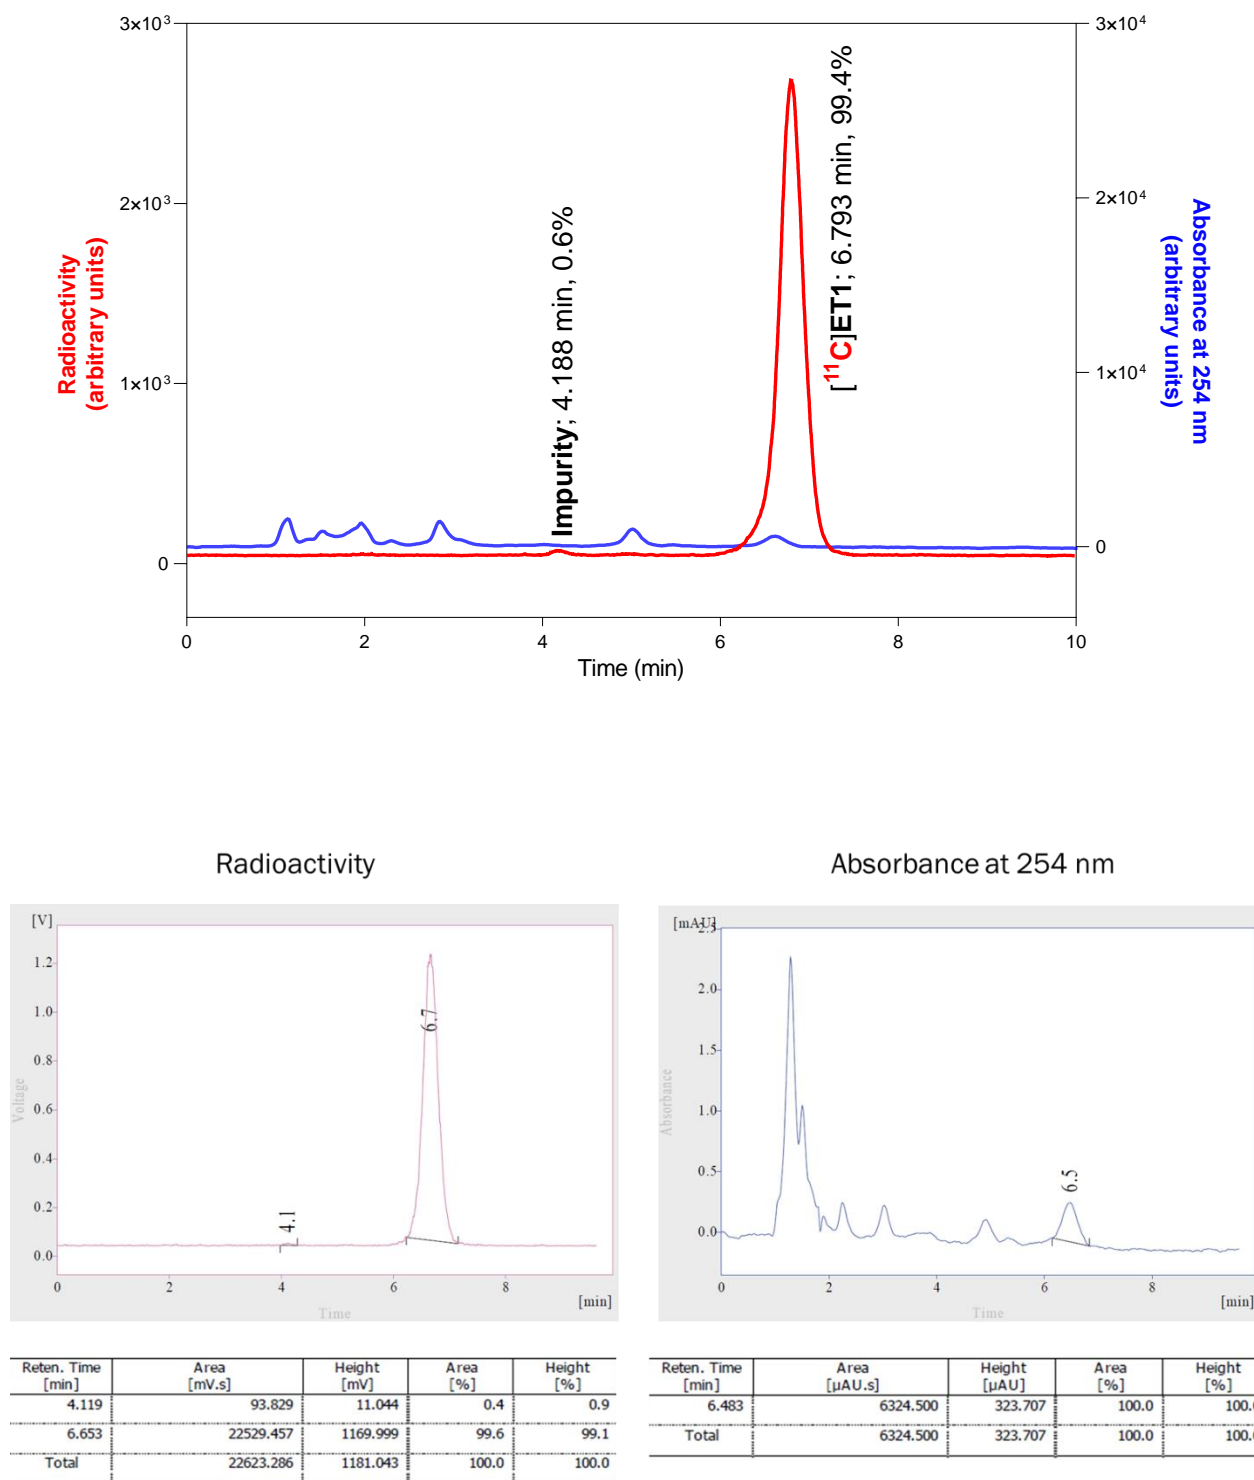 3×10³
2×10³
1×10³
0
Radioactivity
(arbitrary units)
3×10⁴
2×10⁴
1×10⁴
0
Absorbance at 254 nm
(arbitrary units)
Impurity; 4.188 min, 0.6%
[¹¹C]ET1; 6.793 min, 99.4%
0 2 4 6 8 10
Time (min)
Radioactivity
[V]
1.2
1.0
0.8
0.6
0.4
0.2
0.0
Voltage
4.1
6.7
0 2 4 6 8
[min]
Time
Absorbance at 254 nm
[mAU]
2.5
2.0
1.5
1.0
0.5
0.0
Absorbance
6.5
0 2 4 6 8
[min]
Time
Reten. Time Area Height Area Height
[min] [mV.s] [mV] [%] [%]
4.119 93.829 11.044 0.4 0.9
6.653 22529.457 1169.999 99.6 99.1
Total 22623.286 1181.043 100.0 100.0
Reten. Time Area Height Area Height
[min] [µAU.s] [µAU] [%] [%]
6.483 6324.500 323.707 100.0 100.0
Total 6324.500 323.707 100.0 100.0